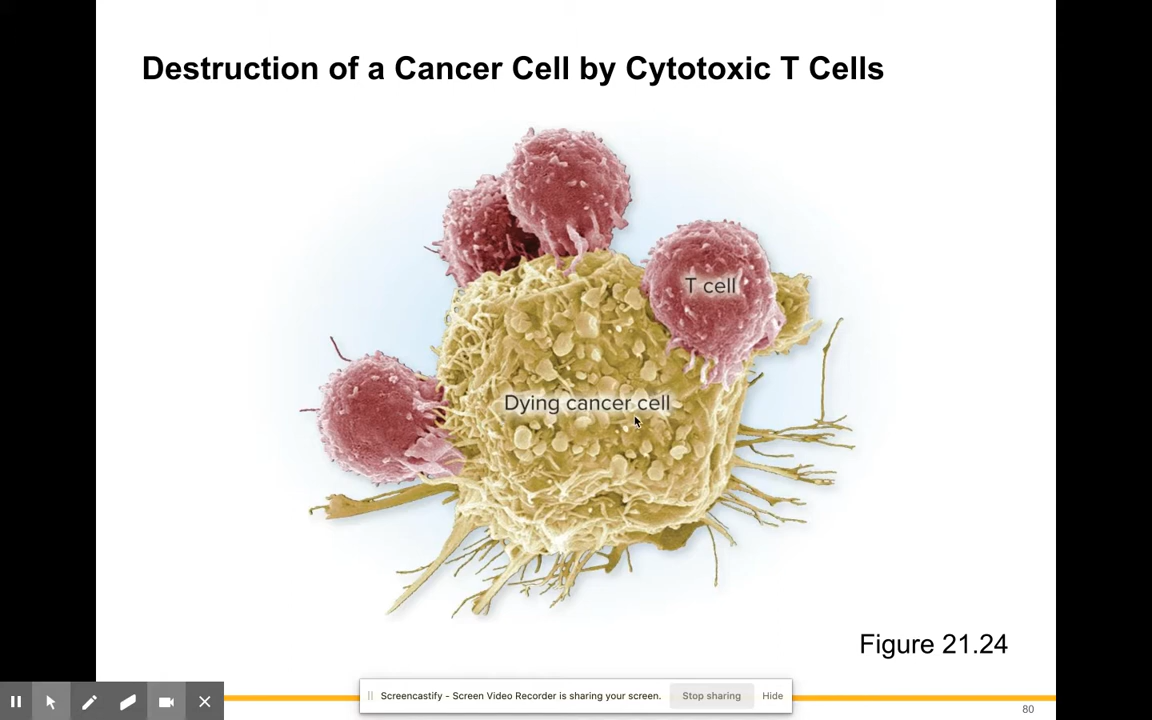 Destruction of a Cancer Cell by Cytotoxic T Cells
T cell
Dying cancer cell
Figure 21.24
Screencastify - Screen Video Recorder is sharing your screen. Stop sharing Hide
80